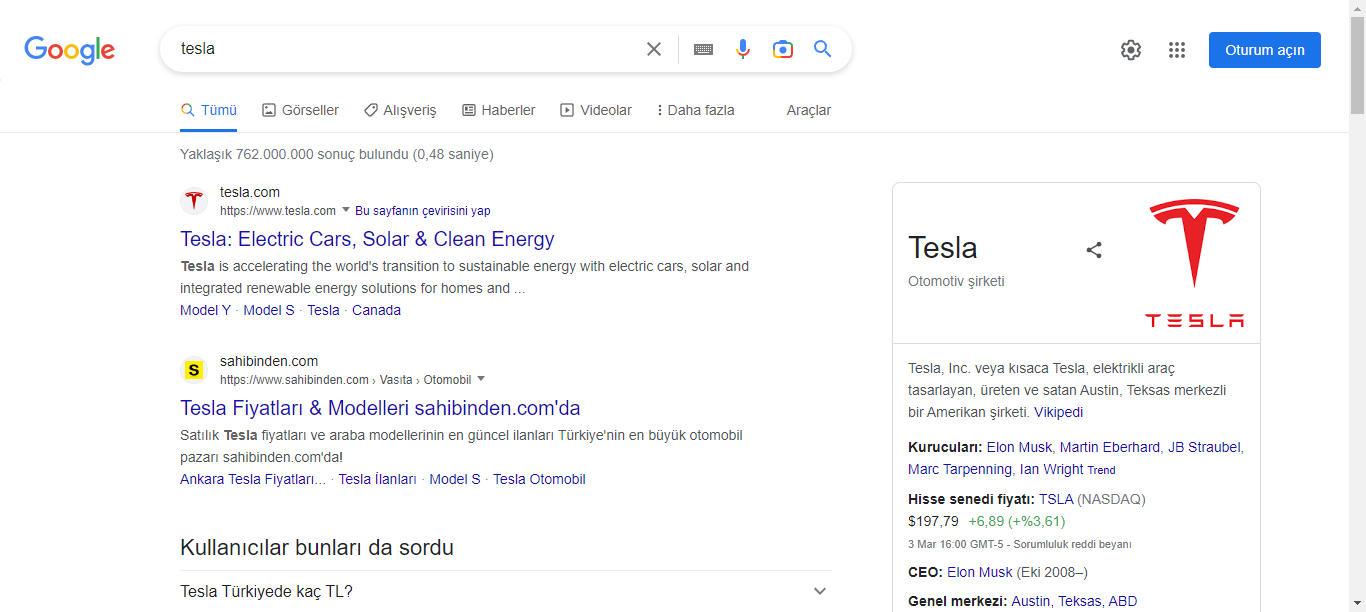 Google
tesla
Oturum açın
Tümü
Görseller
Alışveriş
Haberler
Videolar
Daha fazla
Araçlar
Yaklaşık 762.000.000 sonuç bulundu (0,48 saniye)
tesla.com
https://www.tesla.com Bu sayfanın çevirisini yap
Tesla: Electric Cars, Solar & Clean Energy
Tesla is accelerating the world's transition to sustainable energy with electric cars, solar and
integrated renewable energy solutions for homes and ...
Model Y · Model S · Tesla · Canada
S
sahibinden.com
https://www.sahibinden.com › Vasıta › Otomobil
Tesla Fiyatları & Modelleri sahibinden.com'da
Satılık Tesla fiyatları ve araba modellerinin en güncel ilanları Türkiye'nin en büyük otomobil
pazarı sahibinden.com'da!
Ankara Tesla Fiyatları... · Tesla İlanları · Model S · Tesla Otomobil
Kullanıcılar bunları da sordu
Tesla Türkiyede kaç TL?
Tesla
Otomotiv şirketi
TESLA
Tesla, Inc. veya kısaca Tesla, elektrikli araç
tasarlayan, üreten ve satan Austin, Teksas merkezli
bir Amerikan şirketi. Vikipedi
Kurucuları: Elon Musk, Martin Eberhard, JB Straubel,
Marc Tarpenning, Ian Wright Trend
Hisse senedi fiyatı: TSLA (NASDAQ)
$197,79 +6,89 (+%3,61)
3 Mar 16:00 GMT-5 - Sorumluluk reddi beyanı
CEO: Elon Musk (Eki 2008–)
Genel merkezi: Austin, Teksas, ABD